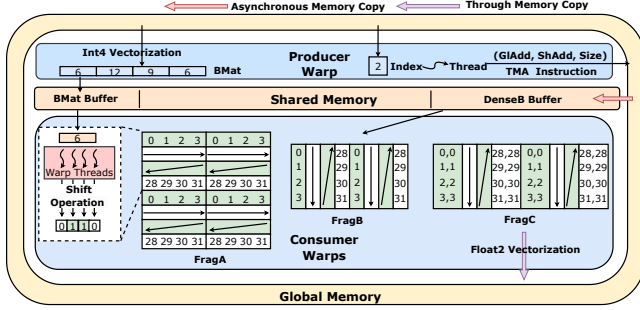 Asynchronous Memory Copy
Through Memory Copy
Int4 Vectorization
6 12 9 6
BMat
Producer
Warp
2
Index
Thread
(GlAdd, ShAdd, Size)
TMA Instruction
BMat Buffer
Shared Memory
DenseB Buffer
6
Warp Threads
Shift
Operation
0 1 1 0
0 1 2 3 0 1 2 3
28 29 30 31 28 29 30 31
0 1 2 3 0 1 2 3
28 29 30 31 28 29 30 31
FragA
0 28 0 28
1 29 1 29
2 30 2 30
3 31 3 31
FragB
0,0 28,28 0,0 28,28
1,1 29,29 1,1 29,29
2,2 30,30 2,2 30,30
3,3 31,31 3,3 31,31
FragC
Consumer
Warps
Float2 Vectorization
Global Memory